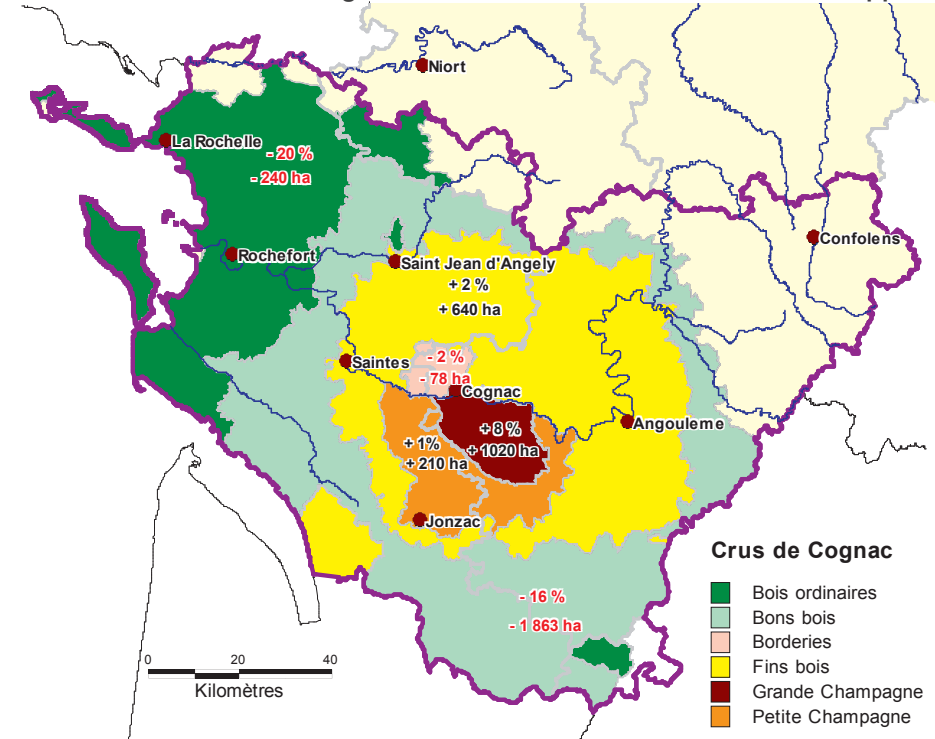 Niort
La Rochelle
- 20 %
- 240 ha
Confolens
Rochefort
Saint Jean d'Angely
+ 2 %
+ 640 ha
- 2 %
- 78 ha
Saintes
Cognac
+ 8 %
+ 1020 ha
Angouleme
+ 1%
+ 210 ha
Jonzac
- 16 %
- 1 863 ha
Crus de Cognac
Bois ordinaires
Bons bois
Borderies
Fins bois
Grande Champagne
Petite Champagne
0 20 40
Kilomètres